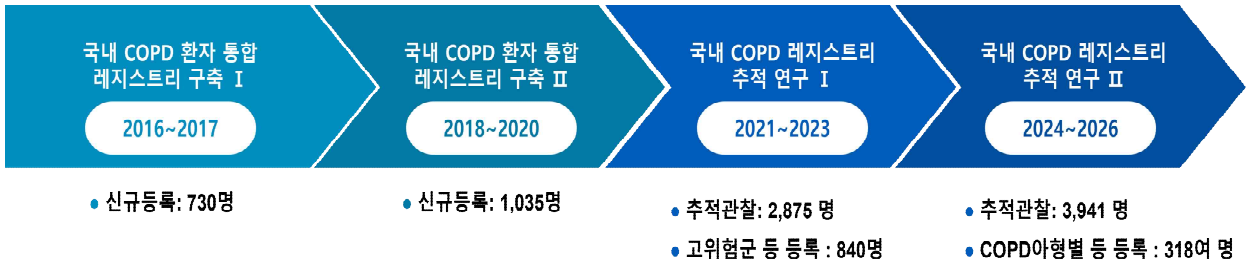 국내 COPD 환자 통합
레지스트리 구축 Ⅰ
2016~2017
• 신규등록: 730명
국내 COPD 환자 통합
레지스트리 구축 Ⅱ
2018~2020
• 신규등록: 1,035명
국내 COPD 레지스트리
추적 연구 Ⅰ
2021~2023
• 추적관찰: 2,875 명
• 고위험군 등 등록 : 840명
국내 COPD 레지스트리
추적 연구 Ⅱ
2024~2026
• 추적관찰: 3,941 명
• COPD아형별 등 등록 : 318여 명